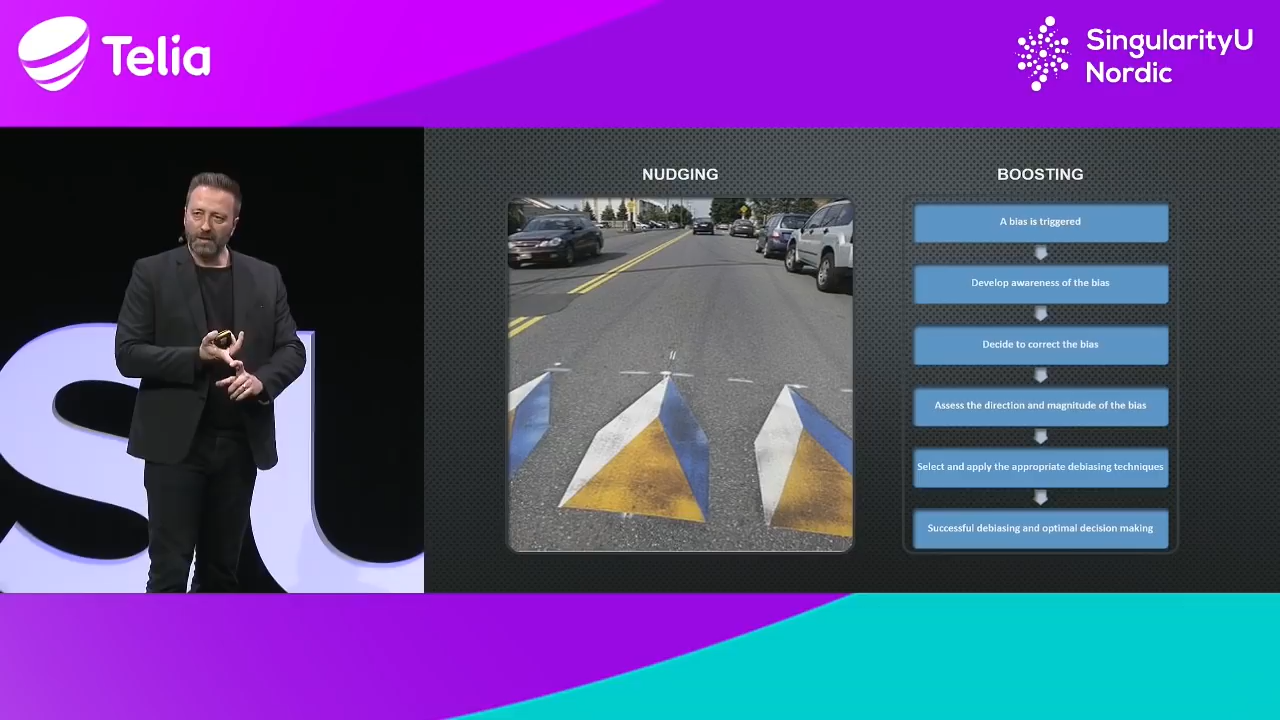 Telia
SingularityU
Nordic
NUDGING
BOOSTING
A bias is triggered
Develop awareness of the bias
Decide to correct the bias
Assess the direction and magnitude of the bias
Select and apply the appropriate debiasing techniques
Successful debiasing and optimal decision making